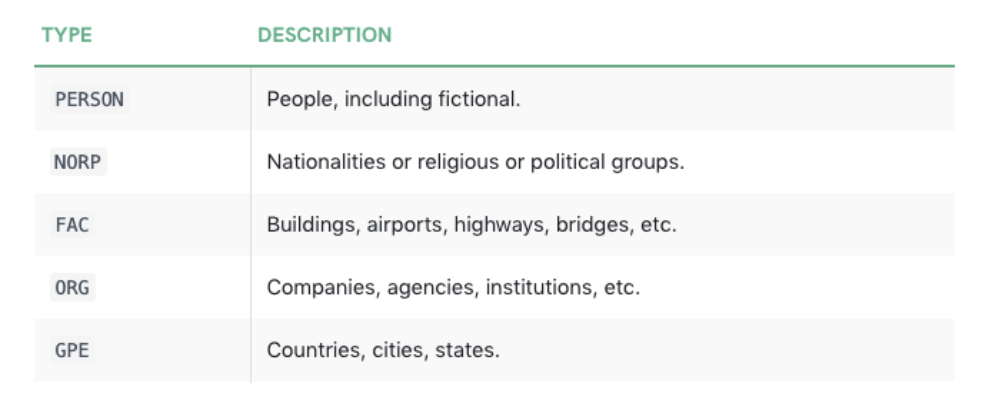 TYPE DESCRIPTION
PERSON People, including fictional.
NORP Nationalities or religious or political groups.
FAC Buildings, airports, highways, bridges, etc.
ORG Companies, agencies, institutions, etc.
GPE Countries, cities, states.